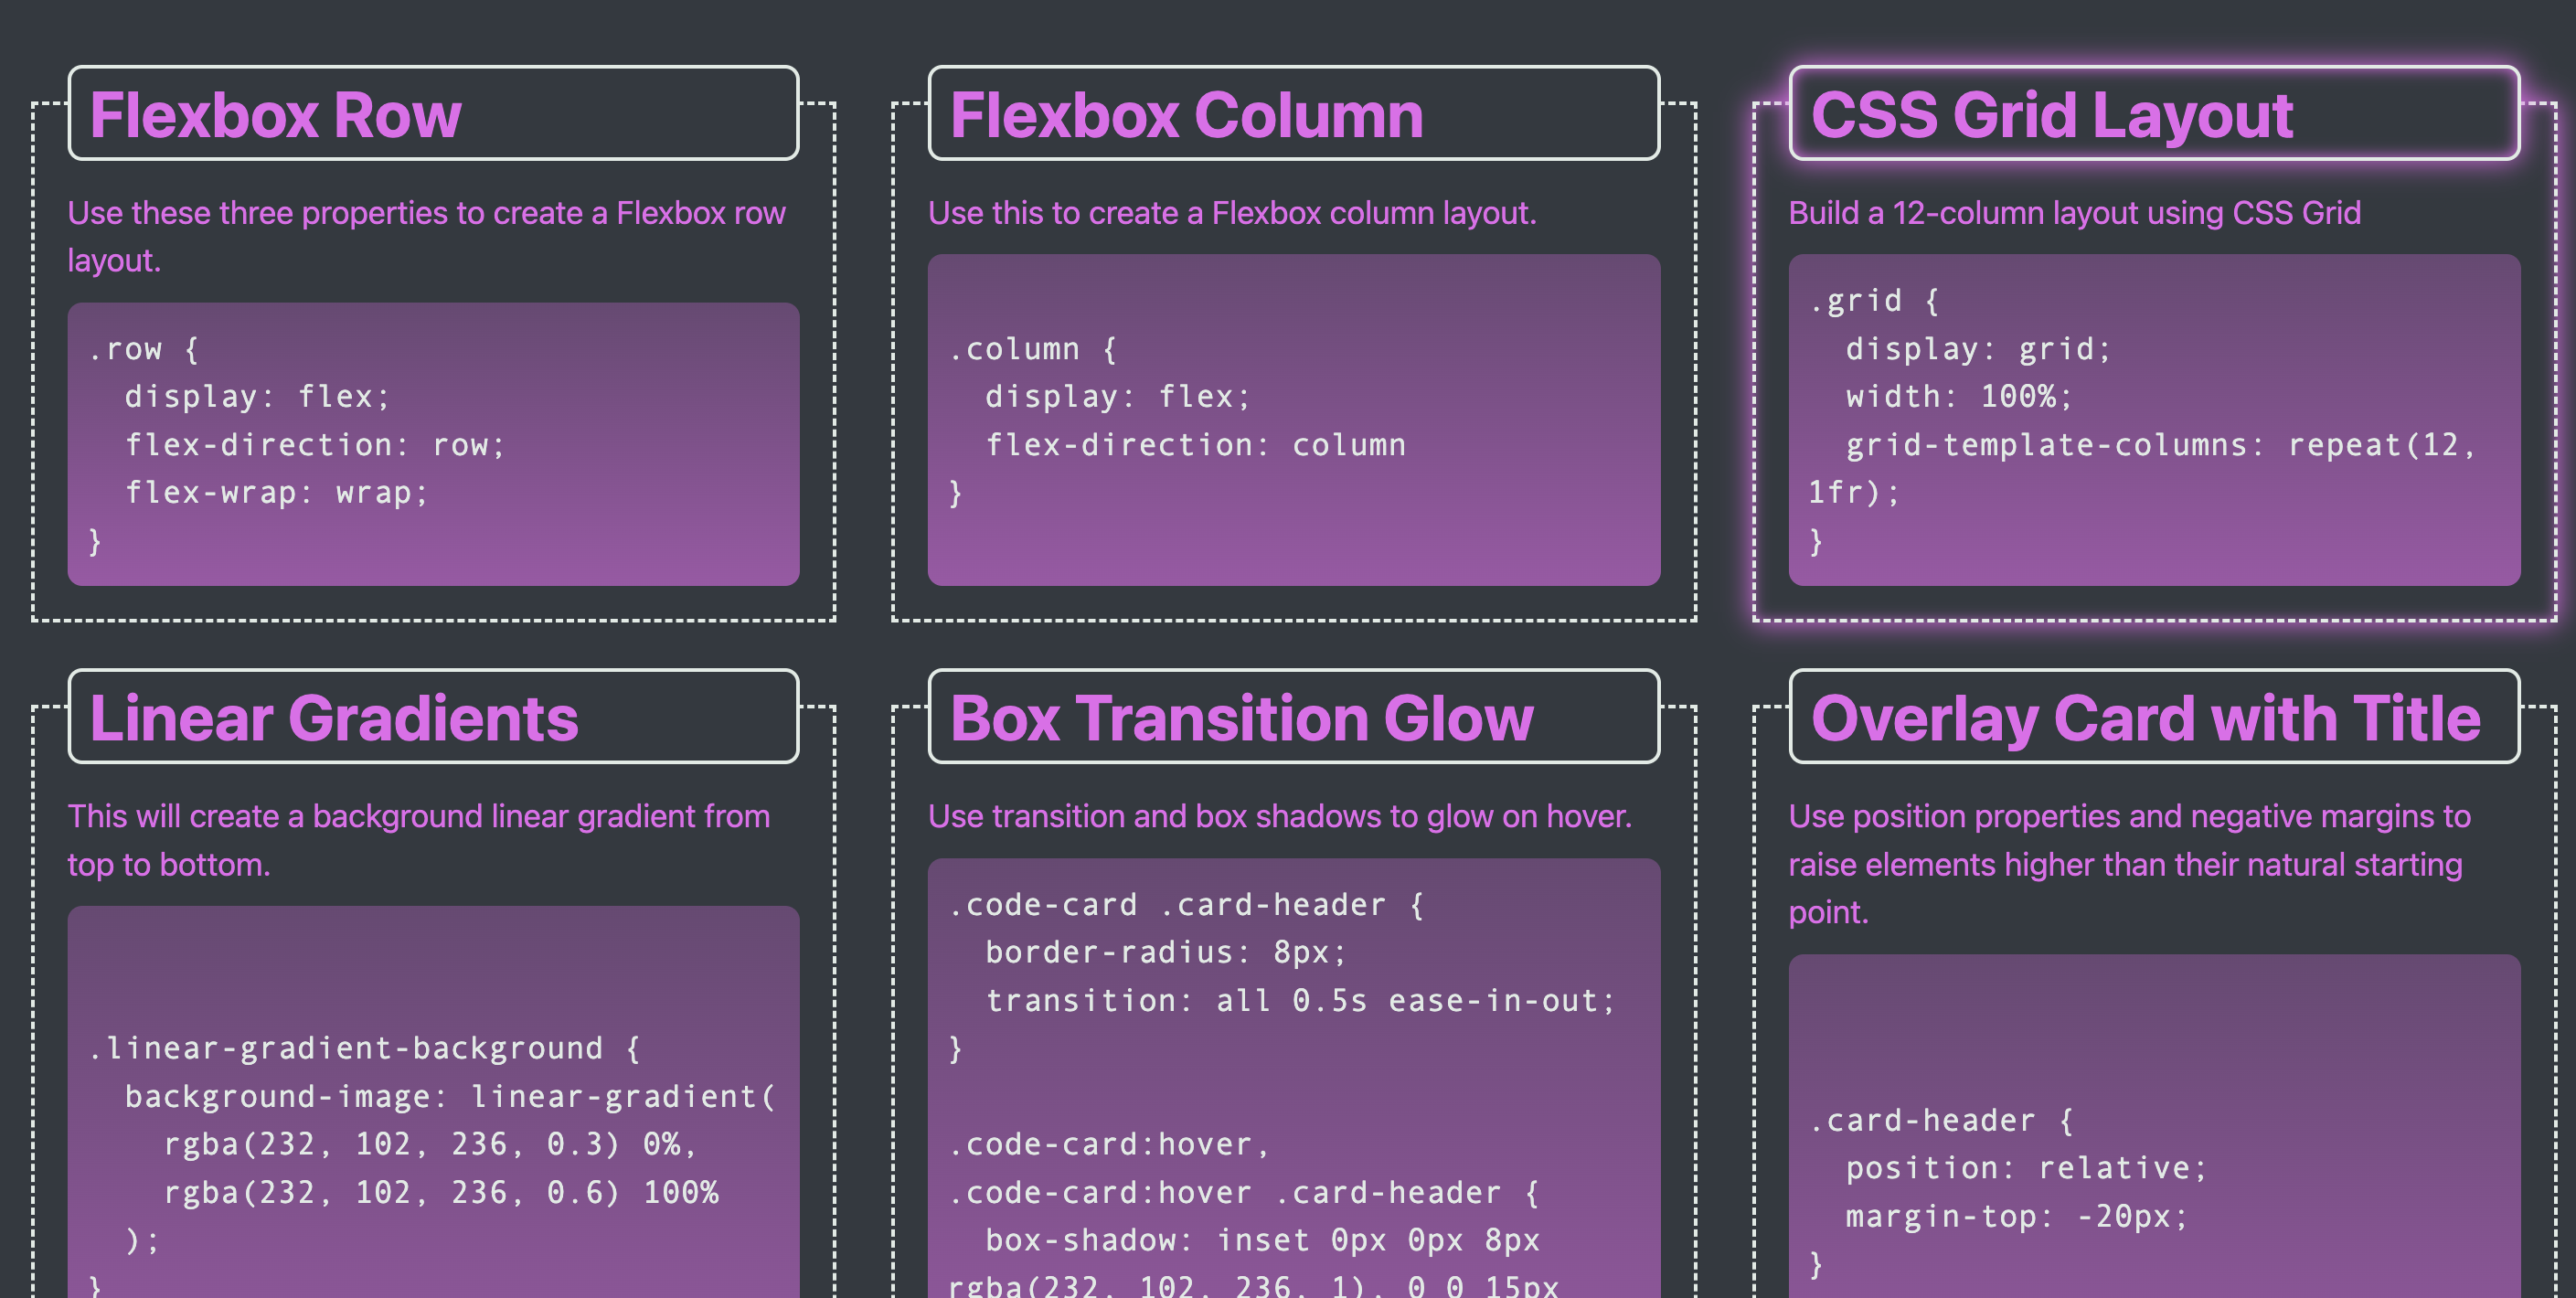 Flexbox Row
Use these three properties to create a Flexbox row
layout.
.row {
  display: flex;
  flex-direction: row;
  flex-wrap: wrap;
}
Flexbox Column
Use this to create a Flexbox column layout.
.column {
  display: flex;
  flex-direction: column
}
CSS Grid Layout
Build a 12-column layout using CSS Grid
.grid {
  display: grid;
  width: 100%;
  grid-template-columns: repeat(12,
1fr);
}
Linear Gradients
This will create a background linear gradient from
top to bottom.
.linear-gradient-background {
  background-image: linear-gradient(
    rgba(232, 102, 236, 0.3) 0%,
    rgba(232, 102, 236, 0.6) 100%
  );
}
Box Transition Glow
Use transition and box shadows to glow on hover.
.code-card .card-header {
  border-radius: 8px;
  transition: all 0.5s ease-in-out;
}
.code-card:hover,
.code-card:hover .card-header {
  box-shadow: inset 0px 0px 8px
rgba(232, 102, 236, 1), 0 0 15px
Overlay Card with Title
Use position properties and negative margins to
raise elements higher than their natural starting
point.
.card-header {
  position: relative;
  margin-top: -20px;
}